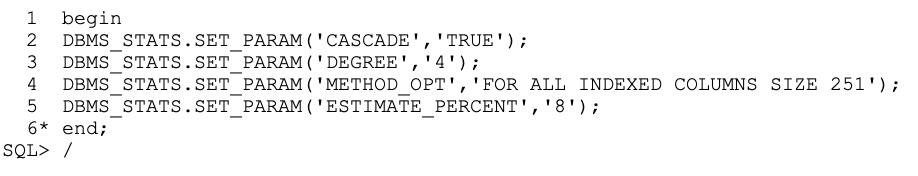 1 begin
2 DBMS_STATS.SET_PARAM('CASCADE','TRUE');
3 DBMS_STATS.SET_PARAM('DEGREE','4');
4 DBMS_STATS.SET_PARAM('METHOD_OPT','FOR ALL INDEXED COLUMNS SIZE 251');
5 DBMS_STATS.SET_PARAM('ESTIMATE_PERCENT','8');
6* end;
SQL> /